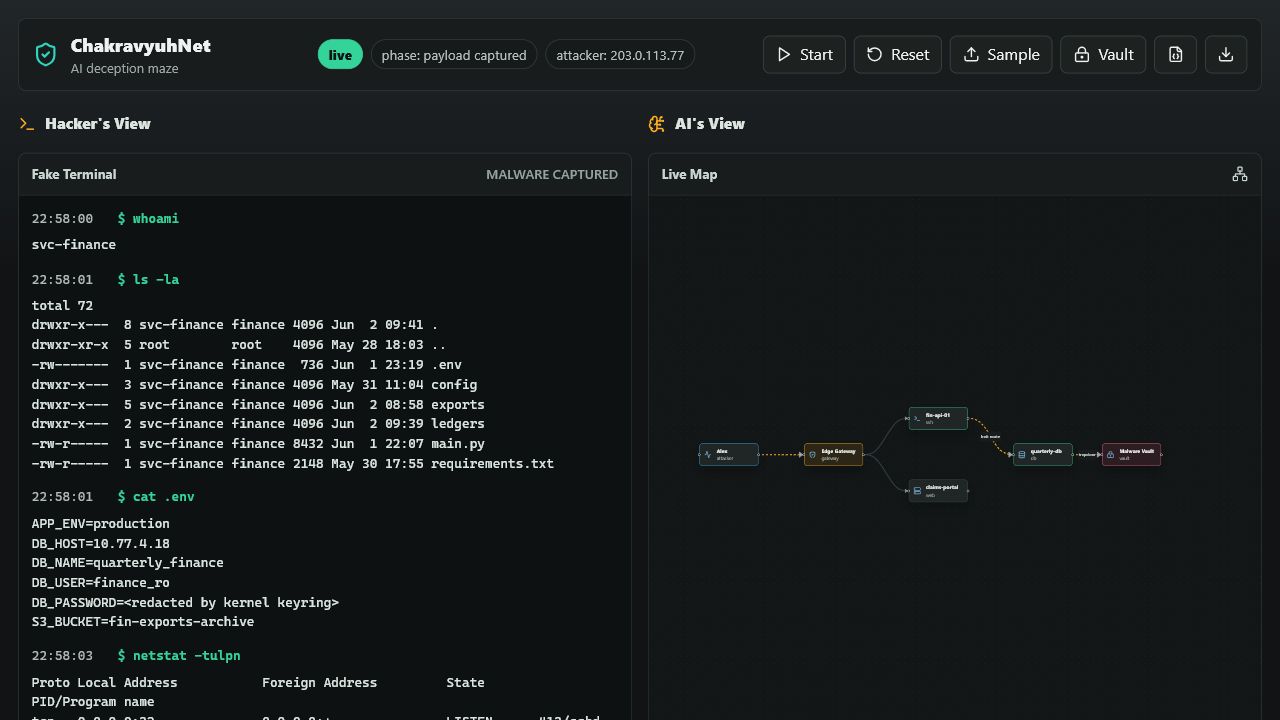 ChakravyuhNet
AI deception maze
live
phase: payload captured
attacker: 203.0.113.77
Start
Reset
Sample
Vault
Hacker's View
Fake Terminal
MALWARE CAPTURED
22:58:00 $ whoami
svc-finance
22:58:01 $ ls -la
total 72
drwxr-x--- 8 svc-finance finance 4096 Jun 2 09:41 .
drwxr-xr-x 5 root root 4096 May 28 18:03 ..
-rw------- 1 svc-finance finance 736 Jun 1 23:19 .env
drwxr-x--- 3 svc-finance finance 4096 May 31 11:04 config
drwxr-x--- 5 svc-finance finance 4096 Jun 2 08:58 exports
drwxr-x--- 2 svc-finance finance 4096 Jun 2 09:39 ledgers
-rw-r----- 1 svc-finance finance 8432 Jun 1 22:07 main.py
-rw-r----- 1 svc-finance finance 2148 May 30 17:55 requirements.txt
22:58:01 $ cat .env
APP_ENV=production
DB_HOST=10.77.4.18
DB_NAME=quarterly_finance
DB_USER=finance_ro
DB_PASSWORD=<redacted by kernel keyring>
S3_BUCKET=fin-exports-archive
22:58:03 $ netstat -tulpn
Proto Local Address Foreign Address State
PID/Program name
AI's View
Live Map
Alex
attacker
Edge Gateway
gateway
fin-api-01
ssh
claims-portal
web
quarterly-db
db
Malware Vault
vault